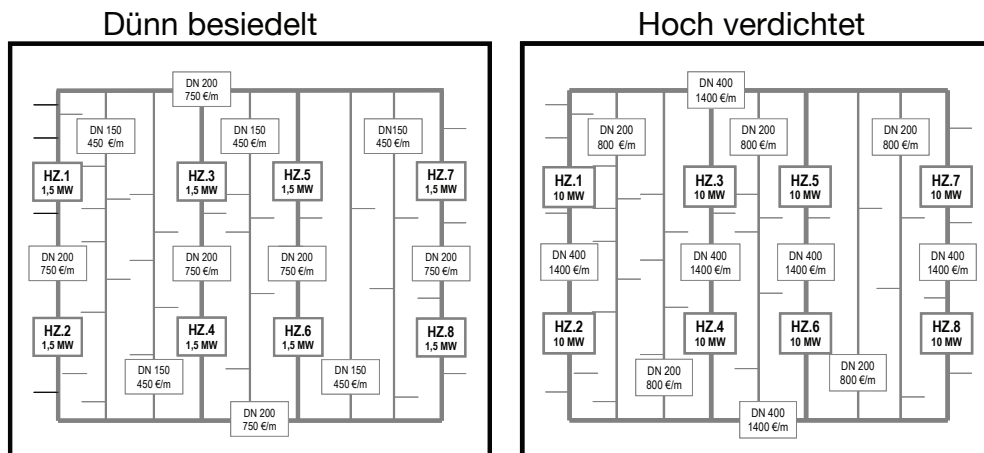 Dünn besiedelt
DN 200
750 €/m
DN 150
450 €/m
DN 150
450 €/m
DN150
450 €/m
HZ.1
1,5 MW
HZ.3
1,5 MW
HZ.5
1,5 MW
HZ.7
1,5 MW
DN 200
750 €/m
DN 200
750 €/m
DN 200
750 €/m
DN 200
750 €/m
HZ.2
1,5 MW
HZ.4
1,5 MW
HZ.6
1,5 MW
HZ.8
1,5 MW
DN 150
450 €/m
DN 150
450 €/m
DN 200
750 €/m
Hoch verdichtet
DN 400
1400 €/m
DN 200
800 €/m
DN 200
800 €/m
DN 200
800 €/m
HZ.1
10 MW
HZ.3
10 MW
HZ.5
10 MW
HZ.7
10 MW
DN 400
1400 €/m
DN 400
1400 €/m
DN 400
1400 €/m
DN 400
1400 €/m
HZ.2
10 MW
HZ.4
10 MW
HZ.6
10 MW
HZ.8
10 MW
DN 200
800 €/m
DN 200
800 €/m
DN 400
1400 €/m